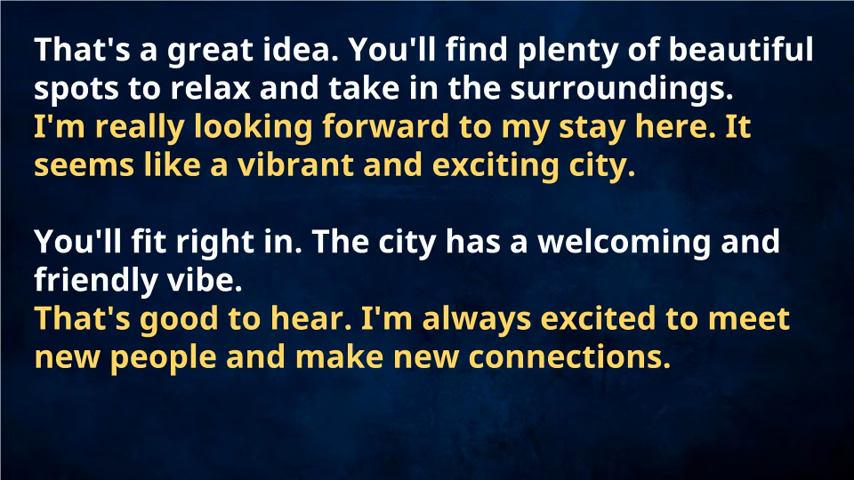 That's a great idea. You'll find plenty of beautiful
spots to relax and take in the surroundings.
I'm really looking forward to my stay here. It
seems like a vibrant and exciting city.
You'll fit right in. The city has a welcoming and
friendly vibe.
That's good to hear. I'm always excited to meet
new people and make new connections.